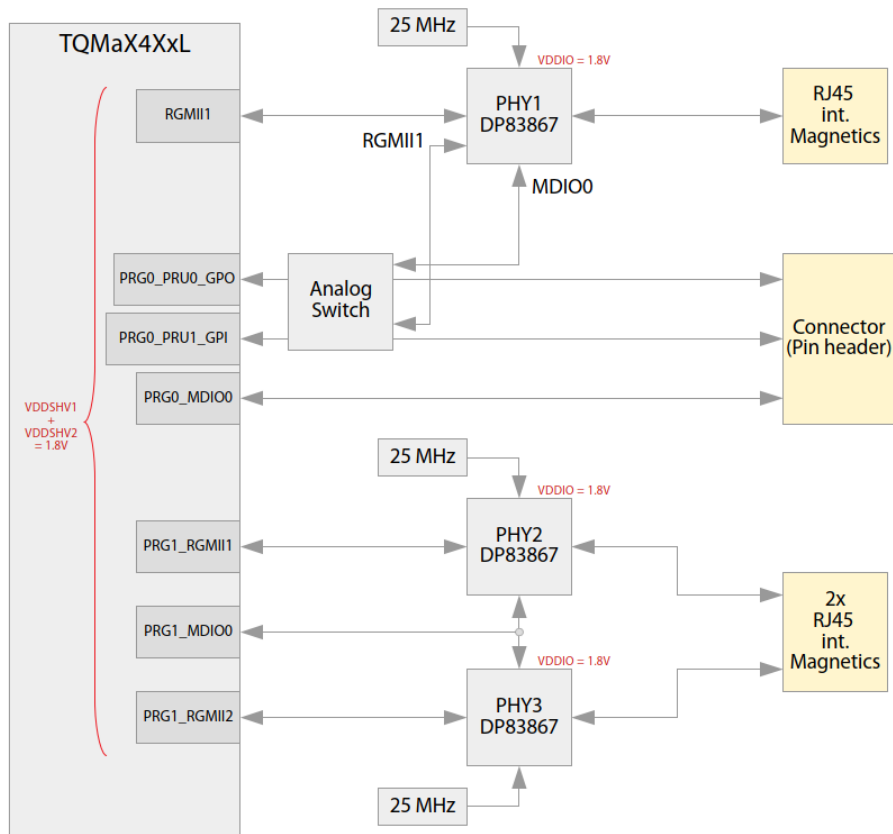 TQMaX4XxL
25 MHz
VDDIO = 1.8V
RGMII1
PHY1
DP83867
RJ45
int.
Magnetics
RGMII1
MDIO0
PRG0_PRU0_GPO
Analog
Switch
PRG0_PRU1_GPI
Connector
(Pin header)
PRG0_MDIO0
VDDSHV1
+
VDDSHV2
= 1.8V
25 MHz
VDDIO = 1.8V
PRG1_RGMII1
PHY2
DP83867
PRG1_MDIO0
2x
RJ45
int.
Magnetics
VDDIO = 1.8V
PRG1_RGMII2
PHY3
DP83867
25 MHz